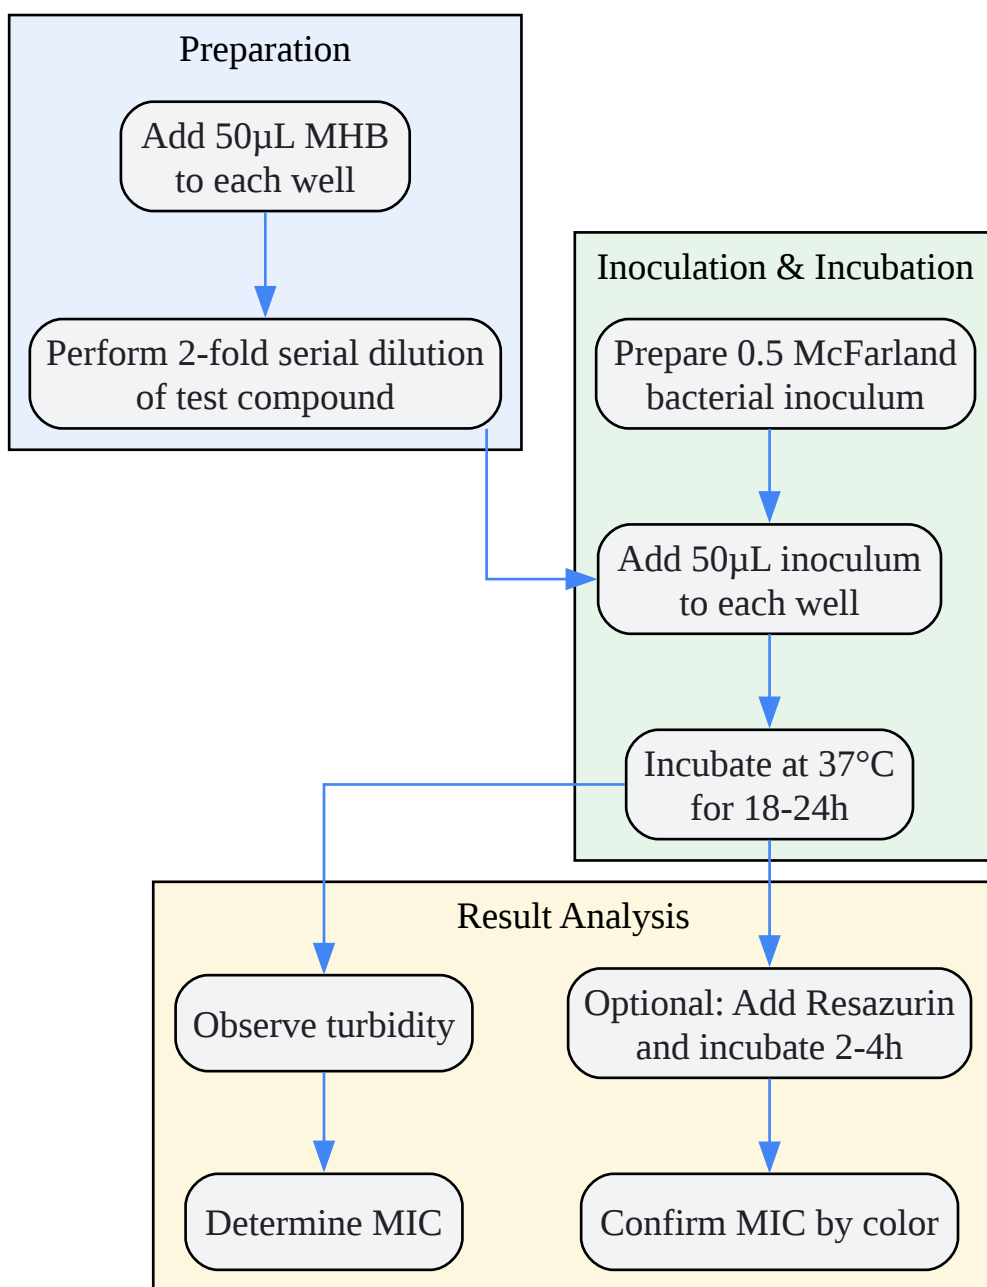 Preparation
Add 50µL MHB
to each well
Perform 2-fold serial dilution
of test compound
Inoculation & Incubation
Prepare 0.5 McFarland
bacterial inoculum
Add 50µL inoculum
to each well
Incubate at 37°C
for 18-24h
Result Analysis
Observe turbidity
Determine MIC
Optional: Add Resazurin
and incubate 2-4h
Confirm MIC by color